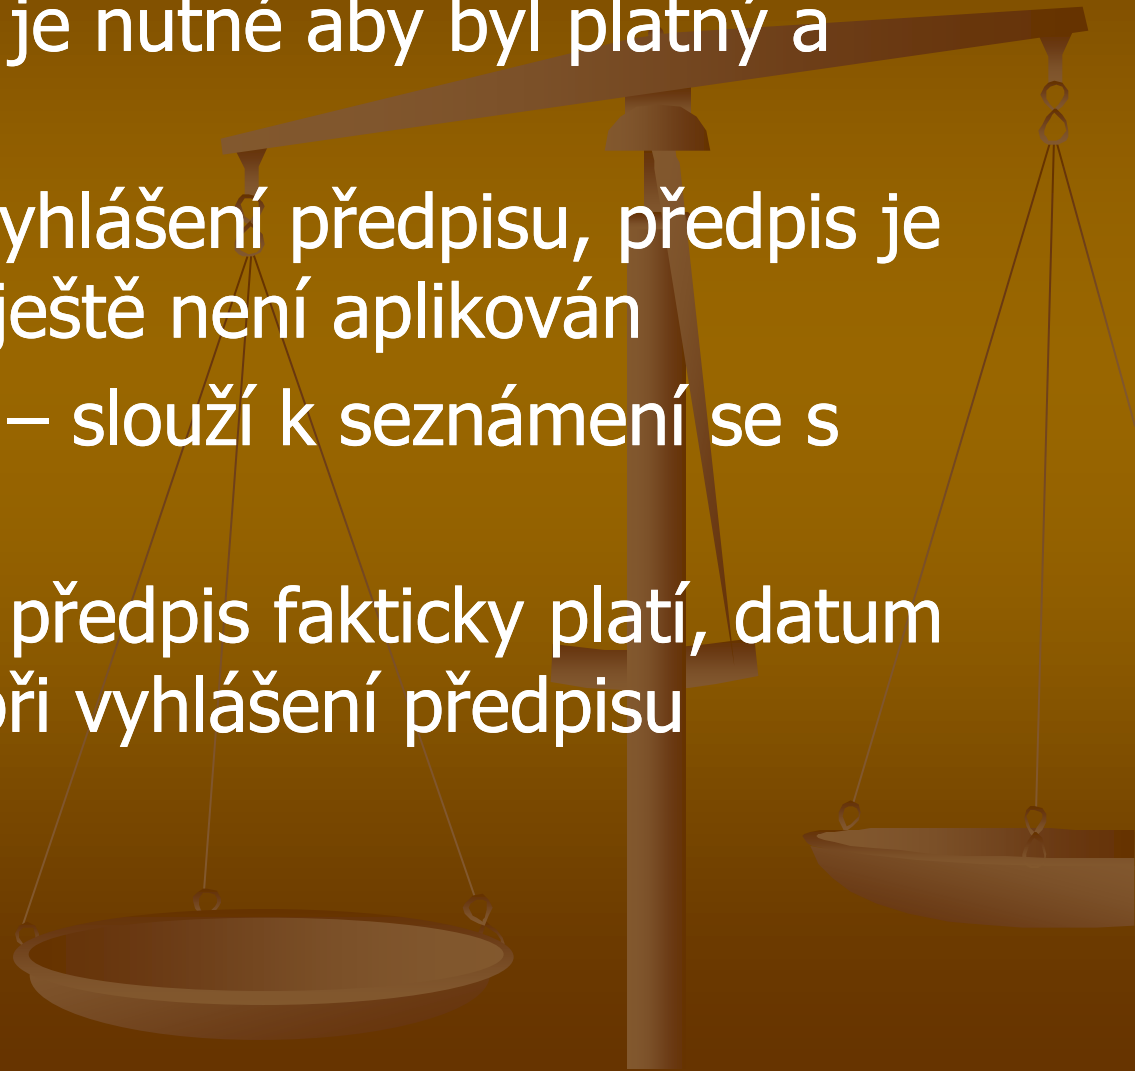 je nutné aby byl platný a
yhlášení předpisu, předpis je
ještě není aplikován
– slouží k seznámení se s
předpis fakticky platí, datum
ři vyhlášení předpisu